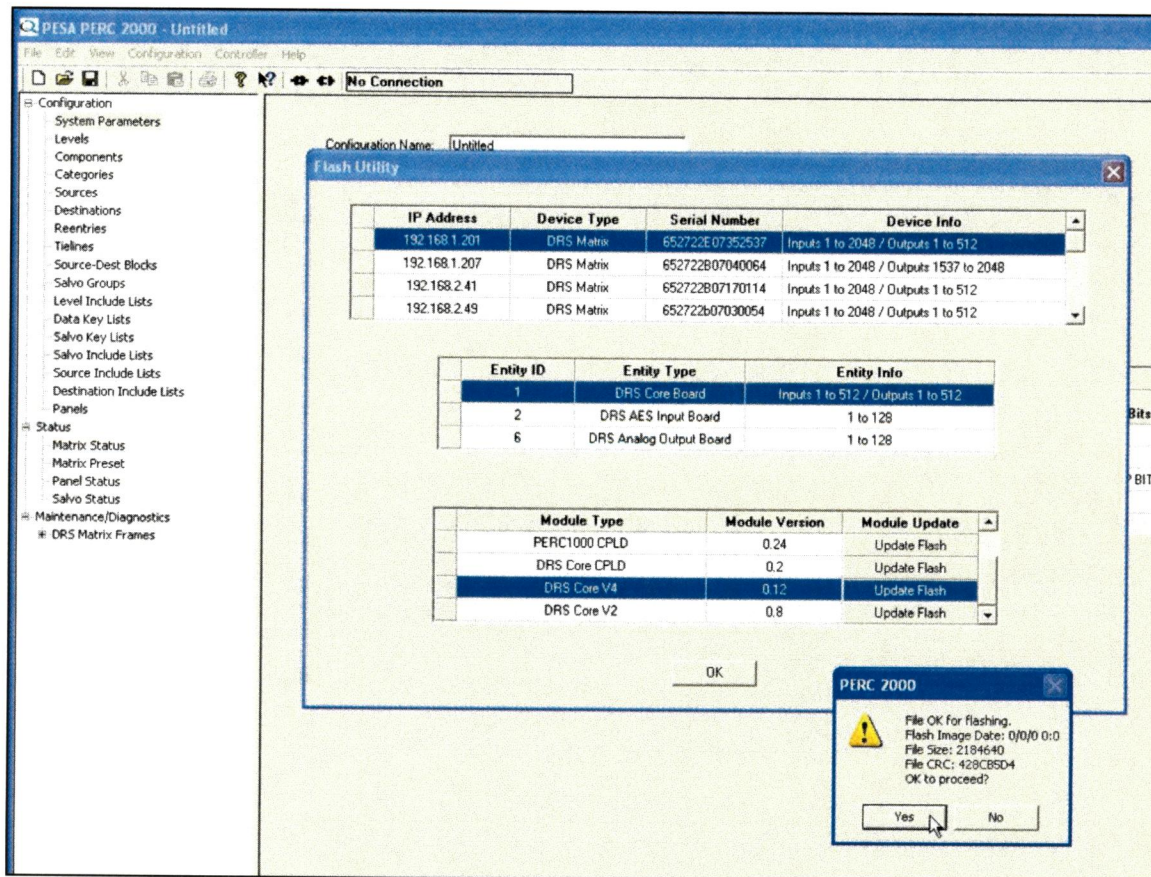 PESA PERC 2000 - Untitled
File Edit View Configuration Controller Help
No Connection
Configuration
System Parameters
Levels
Components
Categories
Sources
Destinations
Reentries
Tielines
Source-Dest Blocks
Salvo Groups
Level Include Lists
Data Key Lists
Salvo Key Lists
Salvo Include Lists
Source Include Lists
Destination Include Lists
Panels
Status
Matrix Status
Matrix Preset
Panel Status
Salvo Status
Maintenance/Diagnostics
DRS Matrix Frames
Configuration Name: Untitled
Flash Utility
IP Address Device Type Serial Number Device Info
192.168.1.201 DRS Matrix 652722E07352537 Inputs 1 to 2048 / Outputs 1 to 512
192.168.1.207 DRS Matrix 652722B07040064 Inputs 1 to 2048 / Outputs 1537 to 2048
192.168.2.41 DRS Matrix 652722B07170114 Inputs 1 to 2048 / Outputs 1 to 512
192.168.2.49 DRS Matrix 652722b07030054 Inputs 1 to 2048 / Outputs 1 to 512
Entity ID Entity Type Entity Info
1 DRS Core Board Inputs 1 to 512 / Outputs 1 to 512
2 DRS AES Input Board 1 to 128
6 DRS Analog Output Board 1 to 128
Bits
BIT
Module Type Module Version Module Update
PERC1000 CPLD 0.24 Update Flash
DRS Core CPLD 0.2 Update Flash
DRS Core V4 0.12 Update Flash
DRS Core V2 0.8 Update Flash
OK
PERC 2000
File OK for flashing.
Flash Image Date: 0/0/0 0:0
File Size: 2184640
File CRC: 428CB5D4
OK to proceed?
Yes No